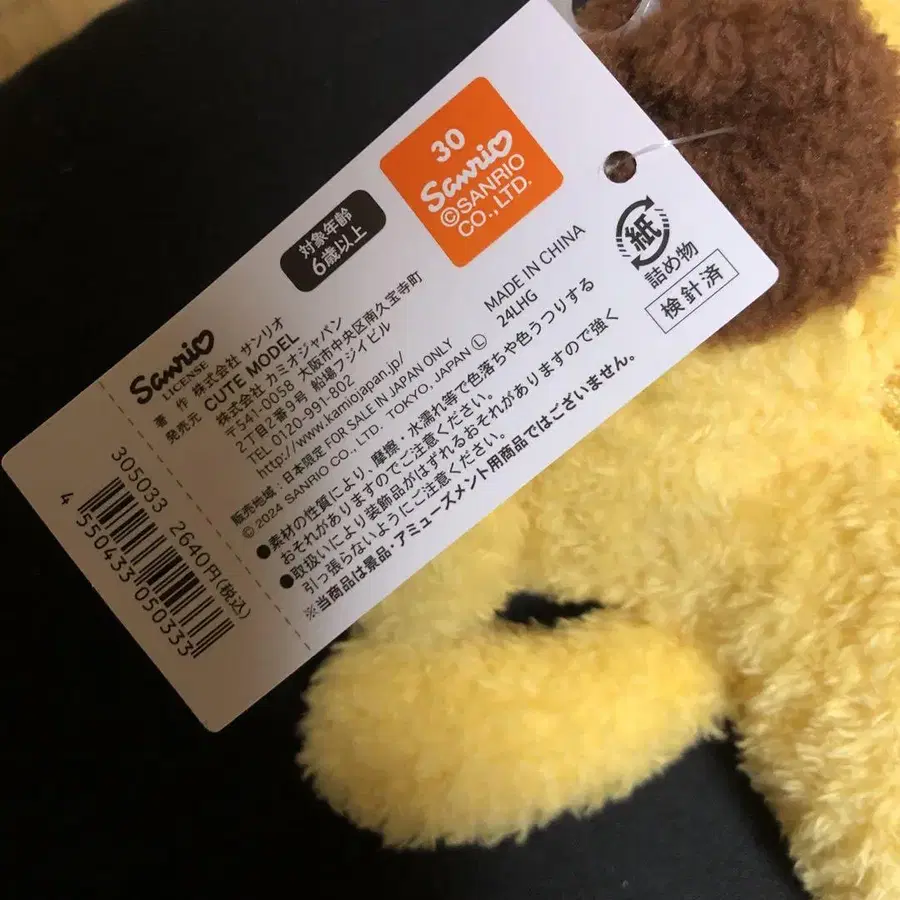 30
Sanrio
©SANRIO
CO.,LTD.
対象年齢
6歳以上
紙
詰め物
検針済
MADE IN CHINA
24LHG
Sanrio
LICENSE
著作 株式会社 サンリオ
発売元 CUTE MODEL
株式会社 カミオジャパン
〒541-0058 大阪市中央区南久宝寺町
2丁目2番9号 船場フジイビル
TEL 0120-991-802
http://www.kamiojapan.jp/
販売地域: 日本限定 FOR SALE IN JAPAN ONLY
© 2024 SANRIO CO., LTD. TOKYO, JAPAN Ⓛ
●素材の性質により、摩擦・水濡れ等で色落ちや色うつりする
おそれがありますのでご注意ください。
●取扱いにより装飾品がはずれるおそれがありますので強く
引っ張らないようにご注意ください。
※当商品は景品・アミューズメント用商品ではございません。
305033 2640円(税込)
4 550433 050333